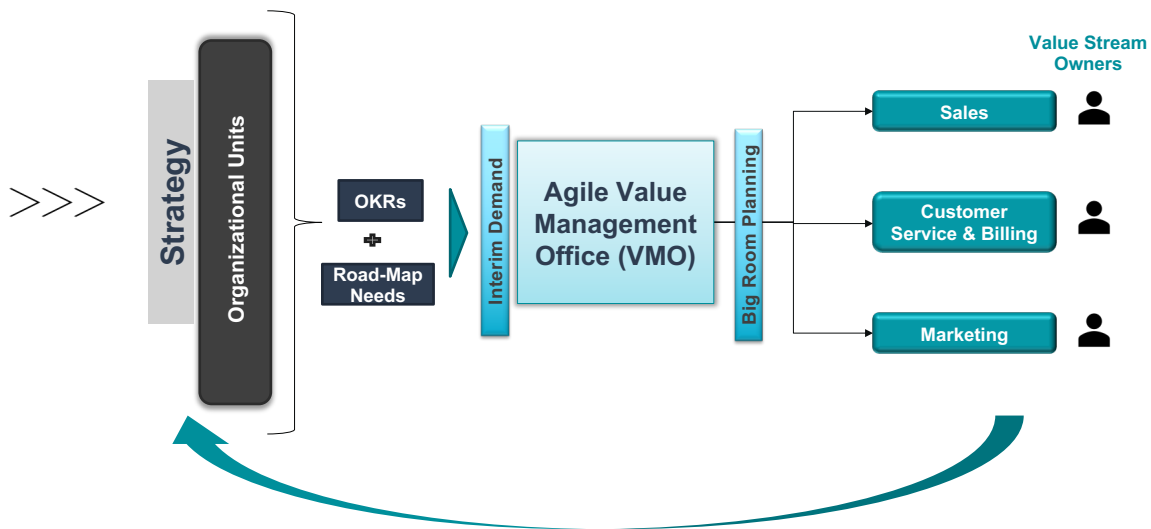 Strategy
Organizational Units
OKRs
Road-Map
Needs
Interim Demand
Agile Value
Management
Office (VMO)
Big Room Planning
Value Stream
Owners
Sales
Customer
Service & Billing
Marketing